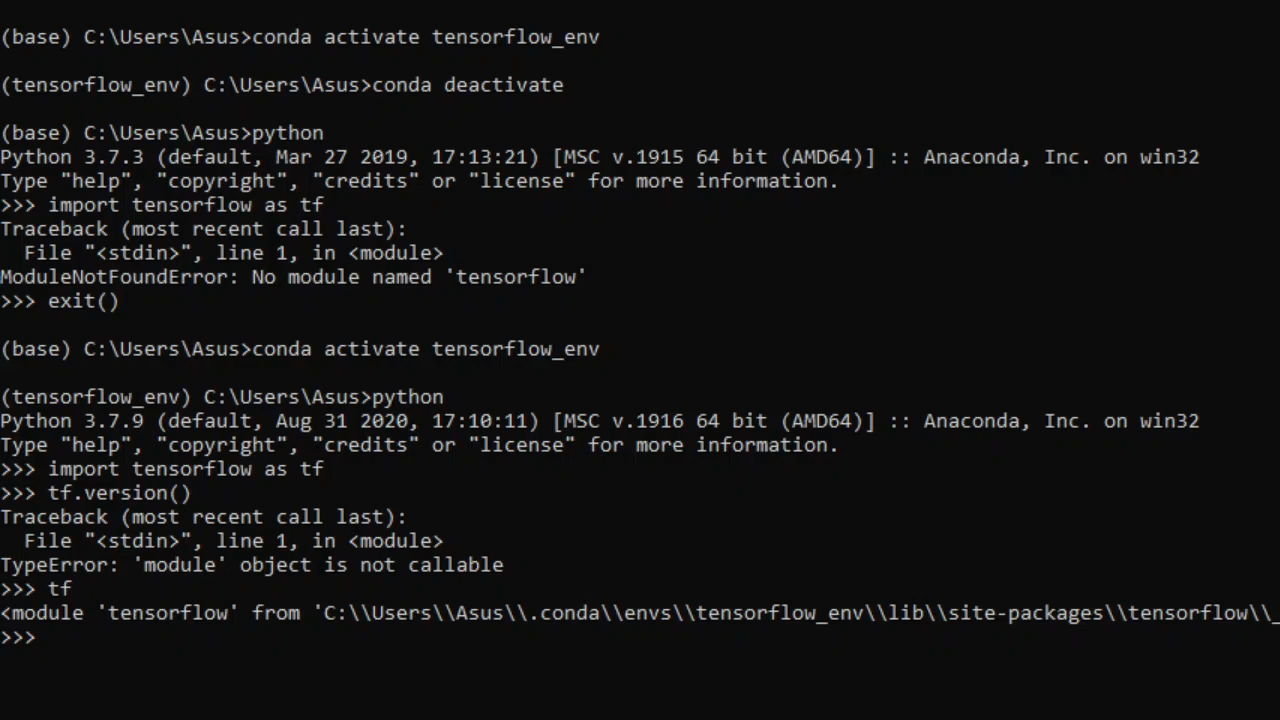 (base) C:\Users\Asus>conda activate tensorflow_env
(tensorflow_env) C:\Users\Asus>conda deactivate
(base) C:\Users\Asus>python
Python 3.7.3 (default, Mar 27 2019, 17:13:21) [MSC v.1915 64 bit (AMD64)] :: Anaconda, Inc. on win32
Type "help", "copyright", "credits" or "license" for more information.
>>> import tensorflow as tf
Traceback (most recent call last):
  File "<stdin>", line 1, in <module>
ModuleNotFoundError: No module named 'tensorflow'
>>> exit()
(base) C:\Users\Asus>conda activate tensorflow_env
(tensorflow_env) C:\Users\Asus>python
Python 3.7.9 (default, Aug 31 2020, 17:10:11) [MSC v.1916 64 bit (AMD64)] :: Anaconda, Inc. on win32
Type "help", "copyright", "credits" or "license" for more information.
>>> import tensorflow as tf
>>> tf.version()
Traceback (most recent call last):
  File "<stdin>", line 1, in <module>
TypeError: 'module' object is not callable
>>> tf
<module 'tensorflow' from 'C:\\Users\\Asus\\.conda\\envs\\tensorflow_env\\lib\\site-packages\\tensorflow\\_
>>>